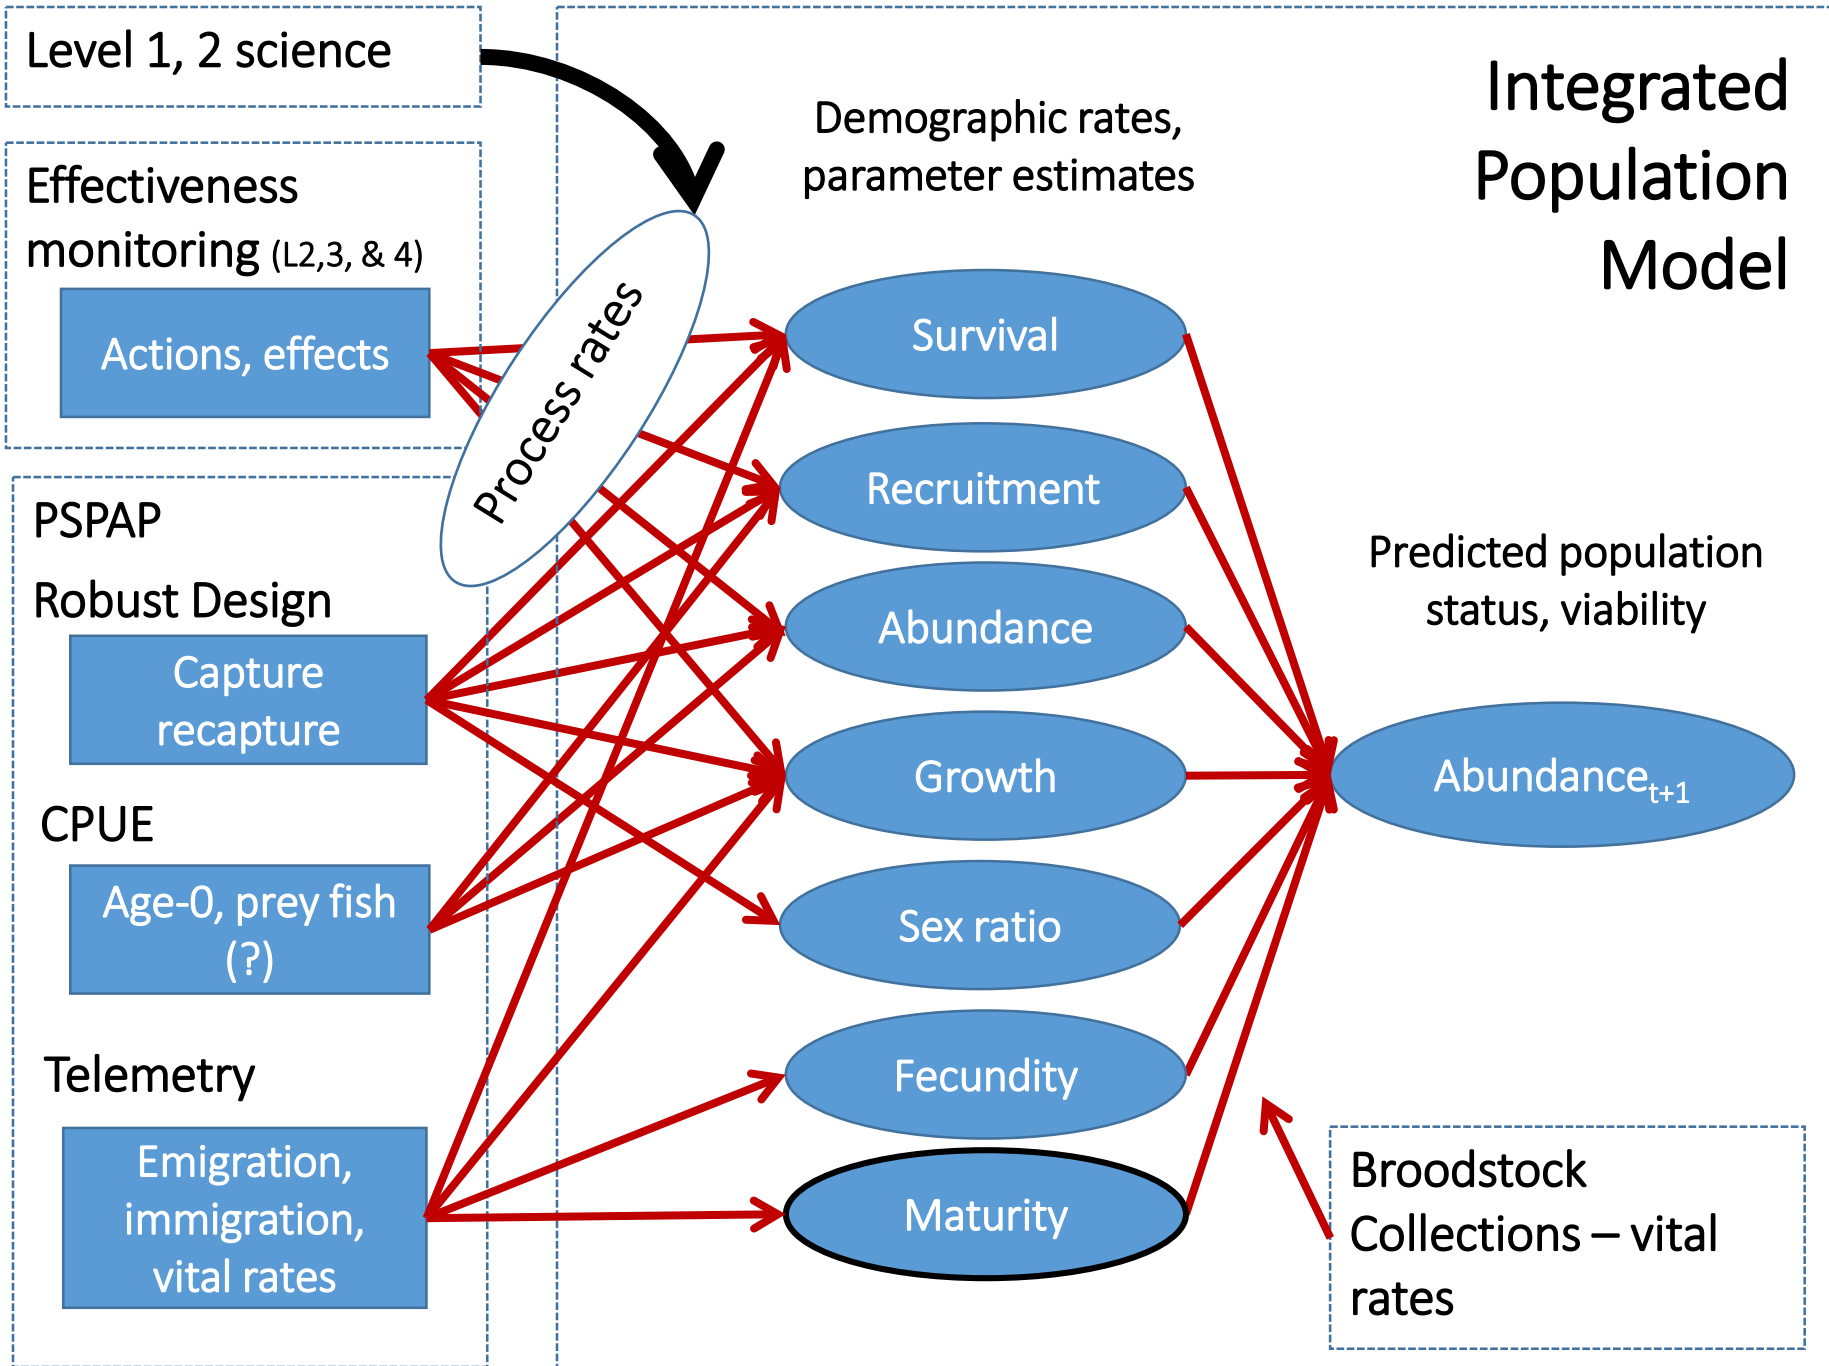 Level 1, 2 science
Integrated
Population
Model
Demographic rates,
parameter estimates
Effectiveness
monitoring (L2,3, & 4)
Actions, effects
Process rates
Survival
Recruitment
PSPAP
Robust Design
Capture
recapture
Abundance
Predicted population
status, viability
Growth
Abundancet+1
CPUE
Age-0, prey fish
(?)
Sex ratio
Telemetry
Emigration,
immigration,
vital rates
Fecundity
Maturity
Broodstock
Collections – vital
rates